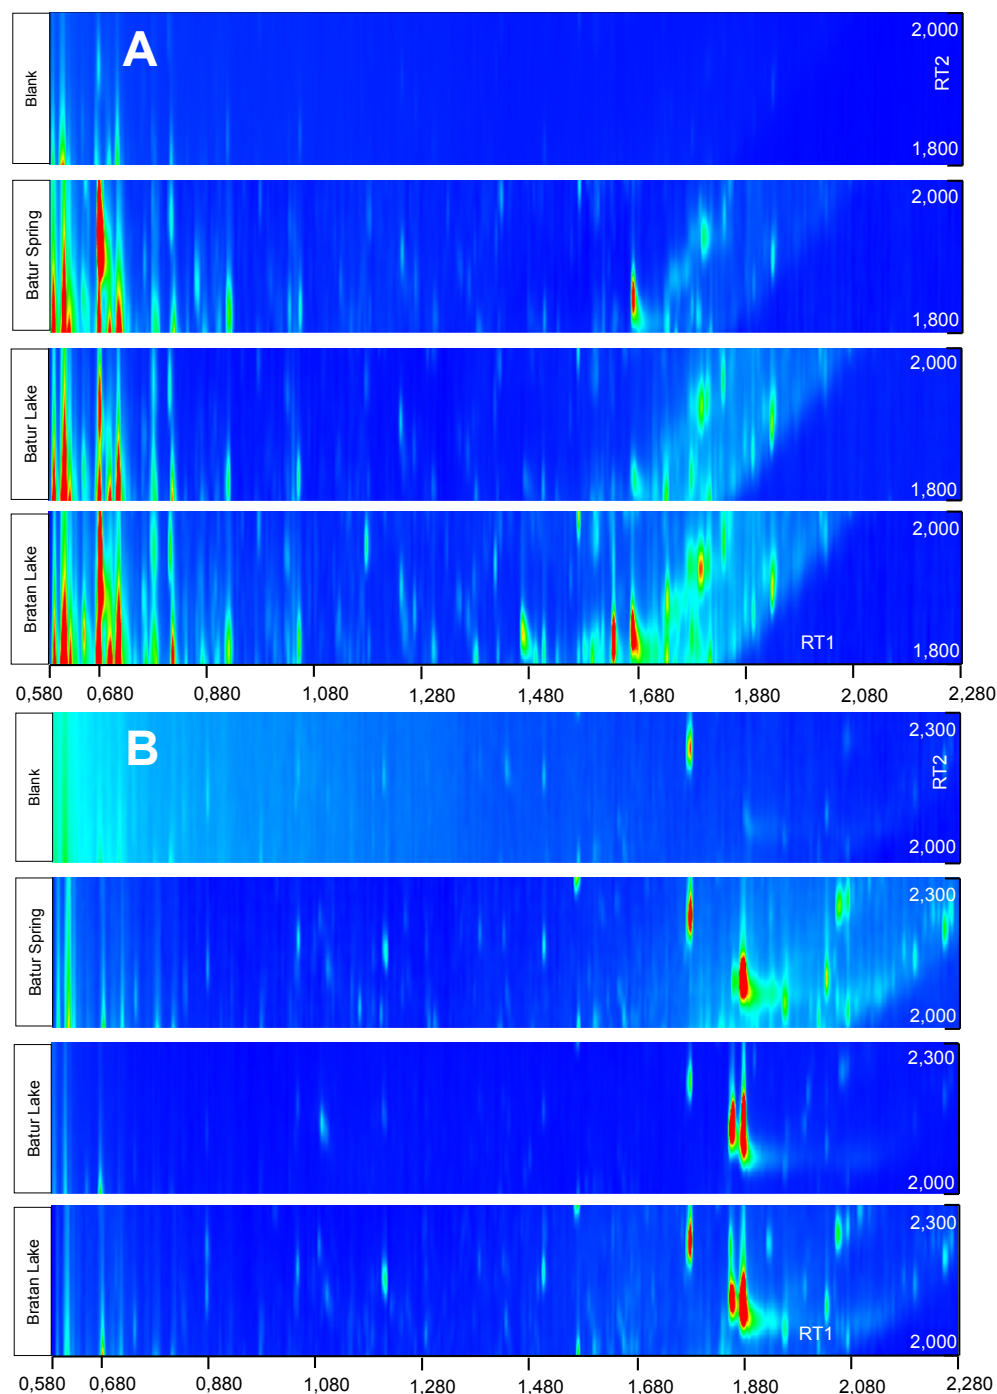 A
Blank
2,000
RT2
1,800
Batur Spring
2,000
1,800
Batur Lake
2,000
1,800
Bratan Lake
2,000
RT1
1,800
0,580 0,680 0,880 1,080 1,280 1,480 1,680 1,880 2,080 2,280
B
Blank
2,300
RT2
2,000
Batur Spring
2,300
2,000
Batur Lake
2,300
2,000
Bratan Lake
2,300
RT1
2,000
0,580 0,680 0,880 1,080 1,280 1,480 1,680 1,880 2,080 2,280